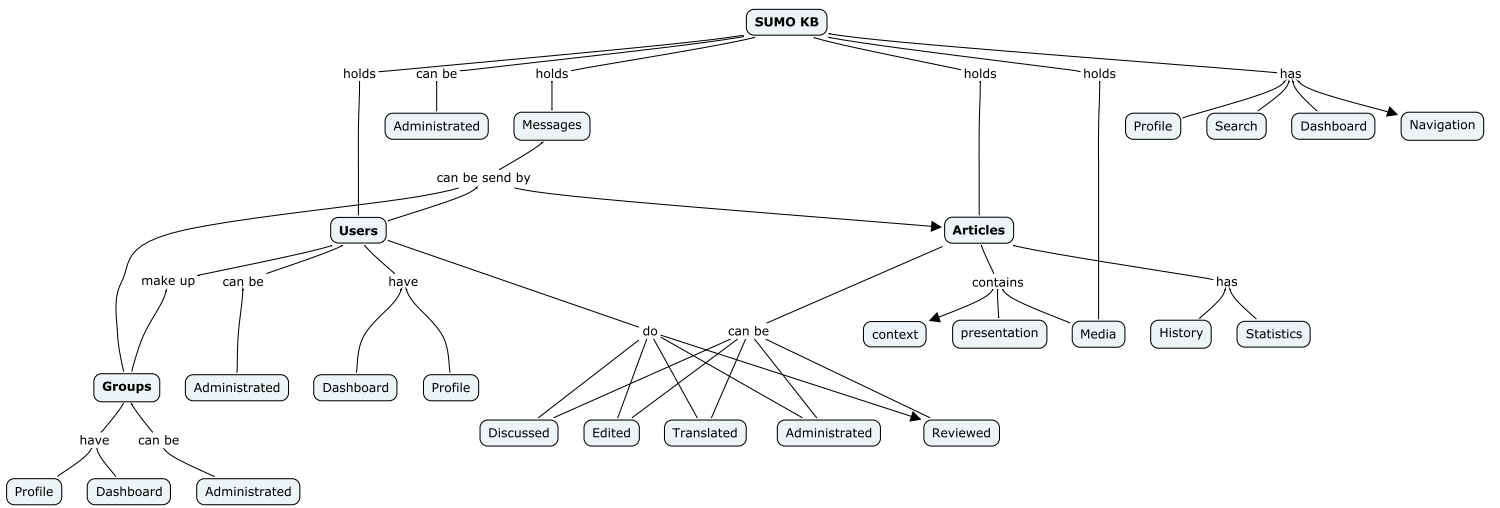 SUMO KB
holds
can be
holds
holds
holds
has
Administrated
Messages
Profile
Search
Dashboard
Navigation
can be send by
Users
Articles
make up
can be
have
contains
has
do
can be
context
presentation
Media
History
Statistics
Groups
Administrated
Dashboard
Profile
Discussed
Edited
Translated
Administrated
Reviewed
have
can be
Profile
Dashboard
Administrated